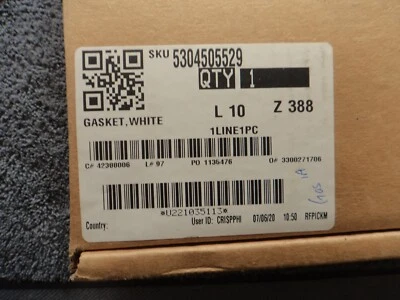 SKU 5304505529
QTY 1
GASKET,WHITE
L 10 Z 388
1LINE1PC
C# 42300006 L# 97 PO 1136476 O# 3300271706
*U221035113*
Country: User ID: CRISPPHI 07/06/20 10:50 RFPICKM